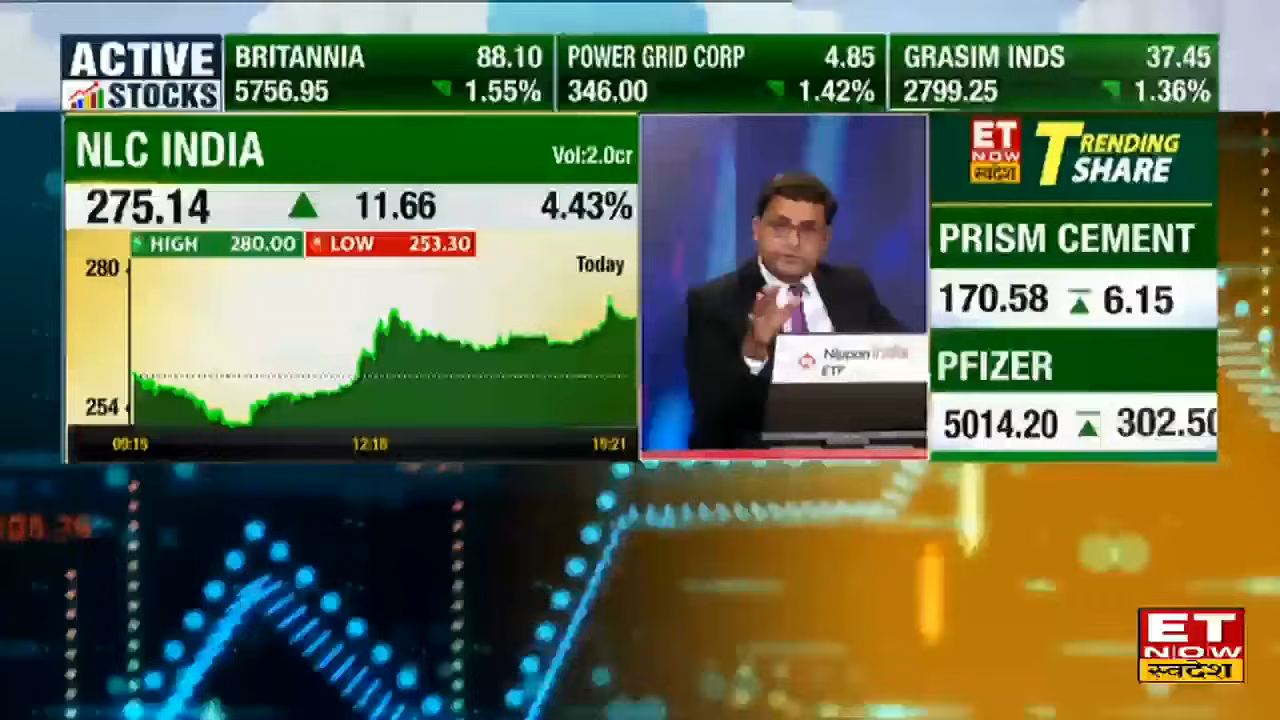 ACTIVE
STOCKS
BRITANNIA 88.10
5756.95 1.55%
POWER GRID CORP 4.85
346.00 1.42%
GRASIM INDS 37.45
2799.25 1.36%
NLC INDIA Vol:2.0cr
275.14 11.66 4.43%
HIGH 280.00 LOW 253.30
Today
280
254
09:15 12:18 15:21
Nippon India
ETF
ET
NOW
स्वदेश
TRENDING
SHARE
PRISM CEMENT
170.58 6.15
PFIZER
5014.20 302.50
ET
NOW
स्वदेश